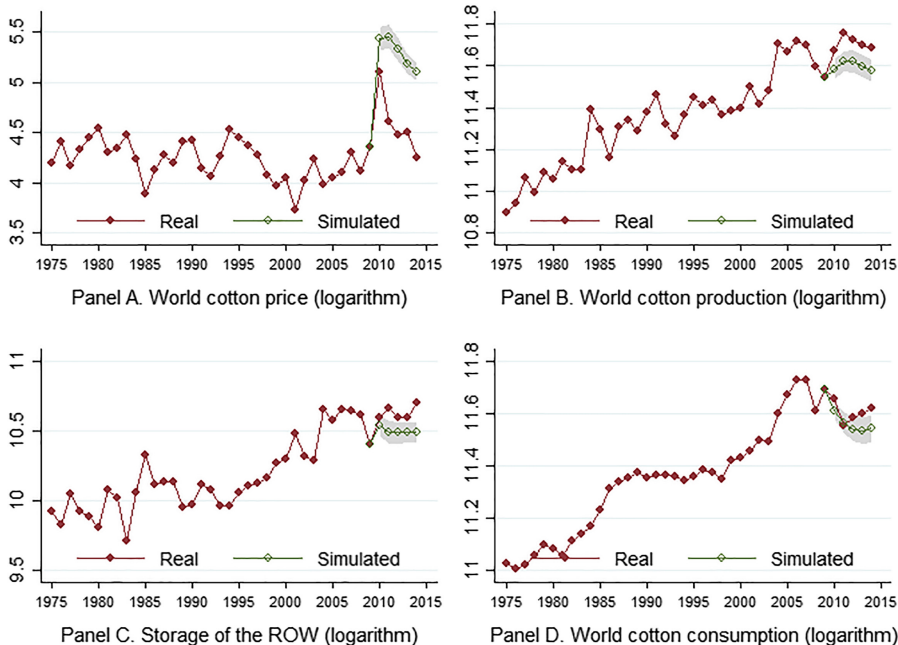 5.5
5
4.5
4
3.5
Real
Simulated
1975 1980 1985 1990 1995 2000 2005 2010 2015
Panel A. World cotton price (logarithm)
11.8
11.6
11.4
11.2
11
10.8
Real
Simulated
1975 1980 1985 1990 1995 2000 2005 2010 2015
Panel B. World cotton production (logarithm)
11
10.5
10
9.5
Real
Simulated
1975 1980 1985 1990 1995 2000 2005 2010 2015
Panel C. Storage of the ROW (logarithm)
11.8
11.6
11.4
11.2
11
Real
Simulated
1975 1980 1985 1990 1995 2000 2005 2010 2015
Panel D. World cotton consumption (logarithm)